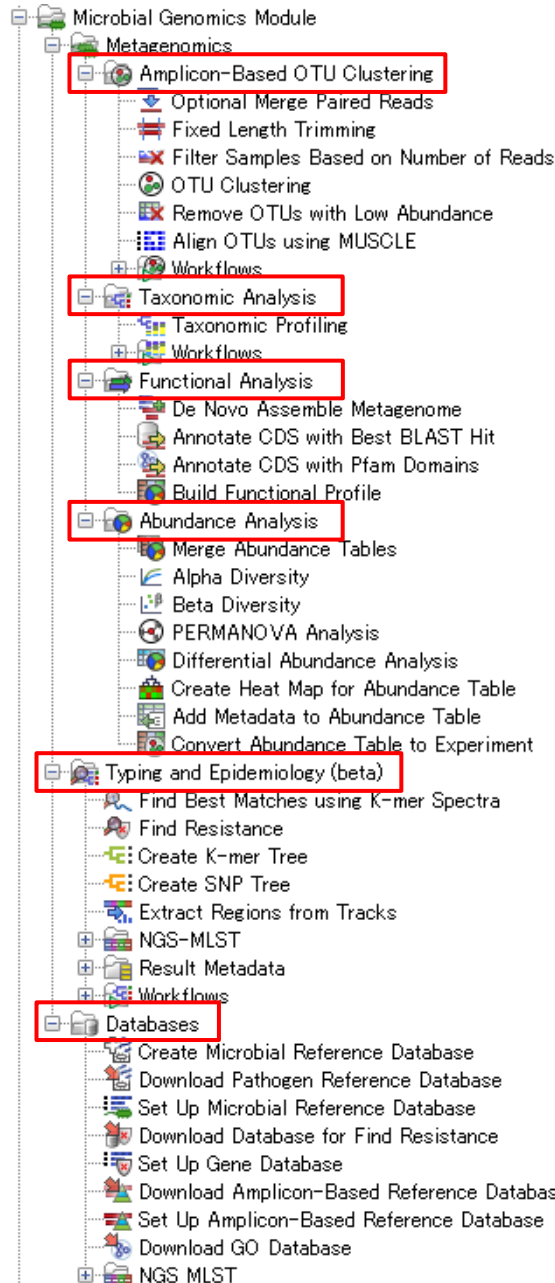 Microbial Genomics Module
Metagenomics
Amplicon-Based OTU Clustering
Optional Merge Paired Reads
Fixed Length Trimming
Filter Samples Based on Number of Reads
OTU Clustering
Remove OTUs with Low Abundance
Align OTUs using MUSCLE
Workflows
Taxonomic Analysis
Taxonomic Profiling
Workflows
Functional Analysis
De Novo Assemble Metagenome
Annotate CDS with Best BLAST Hit
Annotate CDS with Pfam Domains
Build Functional Profile
Abundance Analysis
Merge Abundance Tables
Alpha Diversity
Beta Diversity
PERMANOVA Analysis
Differential Abundance Analysis
Create Heat Map for Abundance Table
Add Metadata to Abundance Table
Convert Abundance Table to Experiment
Typing and Epidemiology (beta)
Find Best Matches using K-mer Spectra
Find Resistance
Create K-mer Tree
Create SNP Tree
Extract Regions from Tracks
NGS-MLST
Result Metadata
Workflows
Databases
Create Microbial Reference Database
Download Pathogen Reference Database
Set Up Microbial Reference Database
Download Database for Find Resistance
Set Up Gene Database
Download Amplicon-Based Reference Databas
Set Up Amplicon-Based Reference Database
Download GO Database
NGS MLST